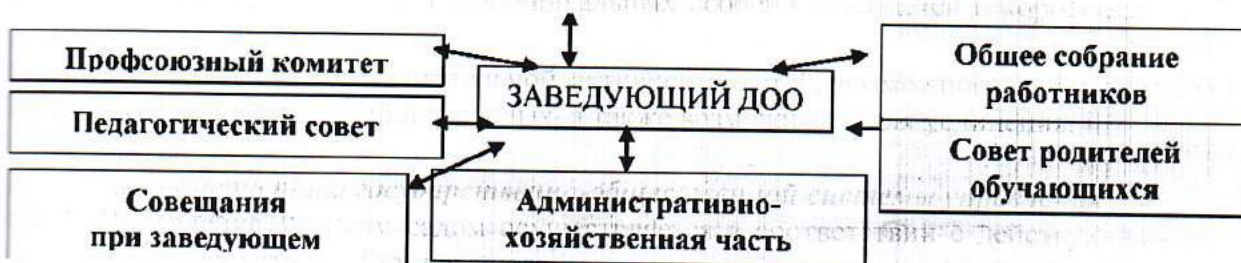 Профсоюзный комитет
Педагогический совет
Совещания
при заведующем
ЗАВЕДУЮЩИЙ ДОО
Административно-
хозяйственная часть
Общее собрание
работников
Совет родителей
обучающихся